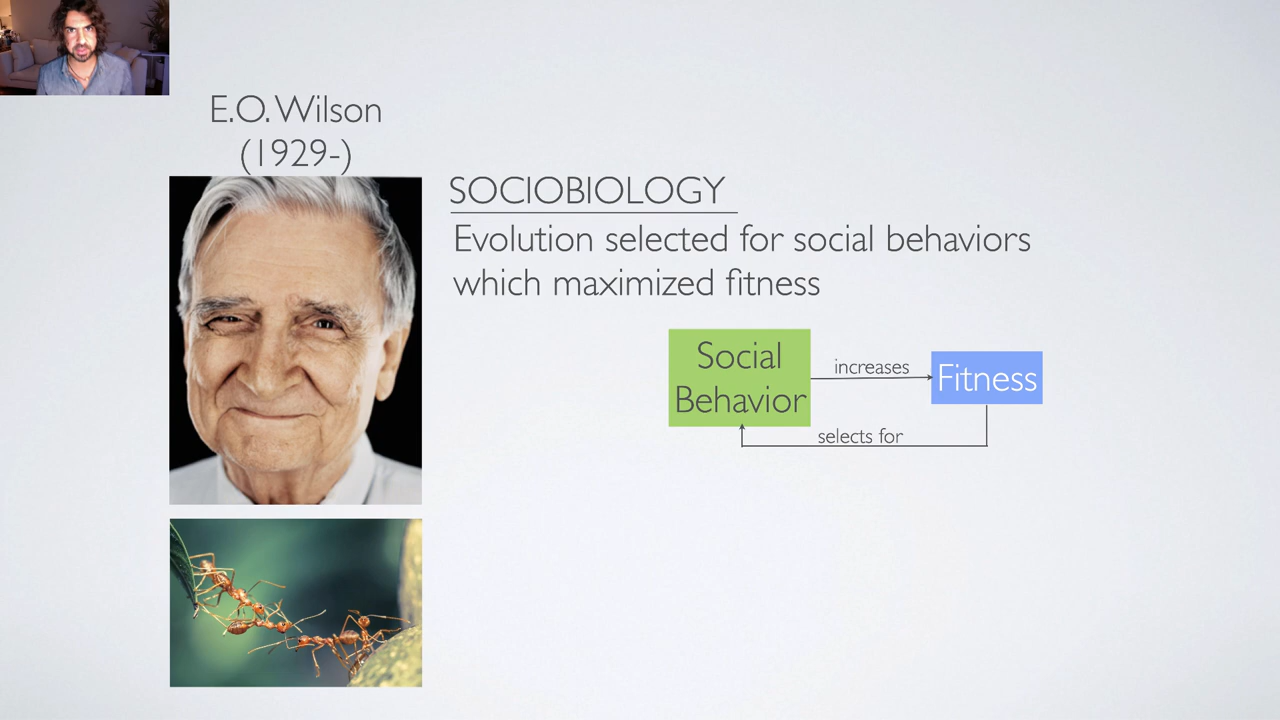 E.O. Wilson
(1929-)
SOCIOBIOLOGY
Evolution selected for social behaviors
which maximized fitness
Social
Behavior
increases
Fitness
selects for